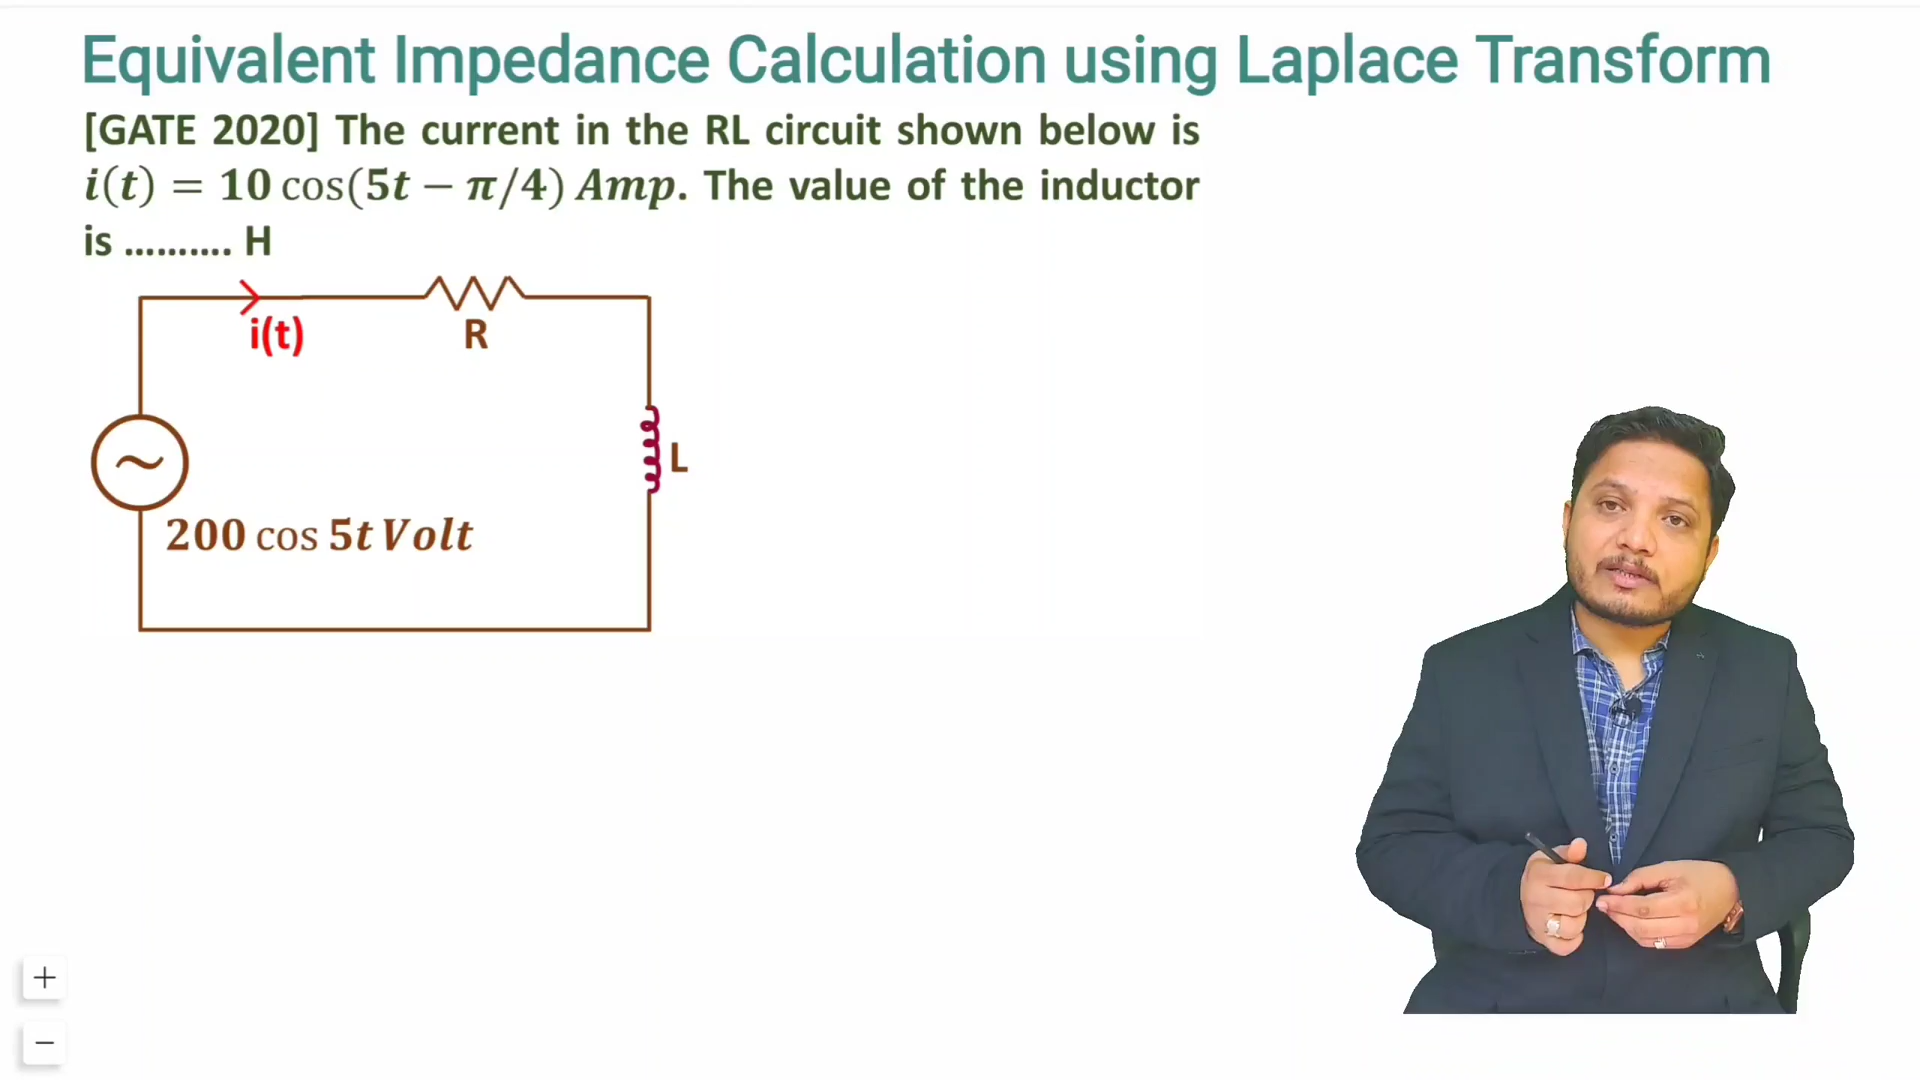 Equivalent Impedance Calculation using Laplace Transform
[GATE 2020] The current in the RL circuit shown below is
i(t) = 10 cos(5t − π/4) Amp. The value of the inductor
is .......... H
i(t)
R
L
~
200 cos 5t Volt
+
−